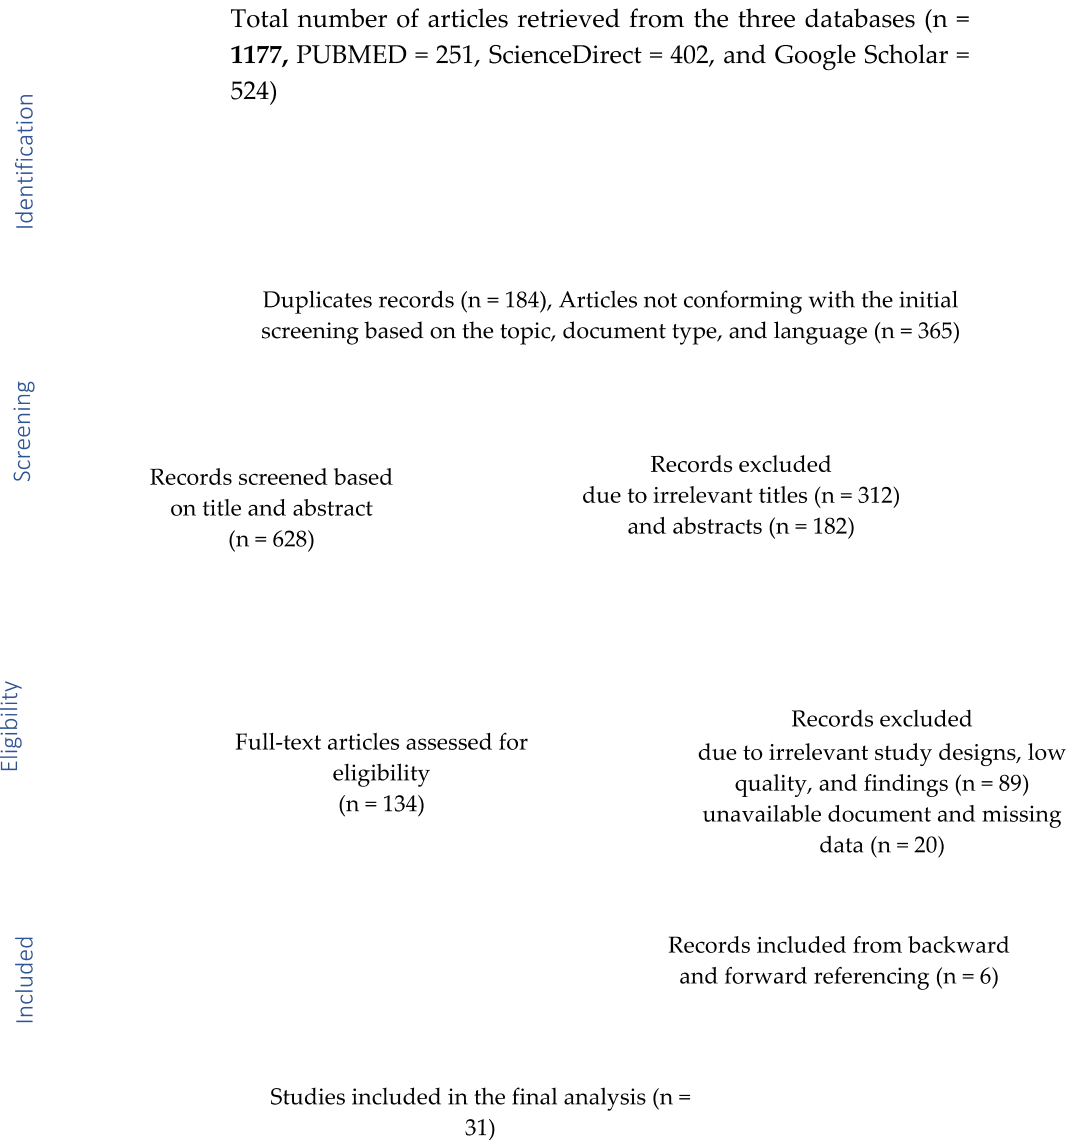 Total number of articles retrieved from the three databases (n =
1177, PUBMED = 251, ScienceDirect = 402, and Google Scholar =
524)
Identification
Duplicates records (n = 184), Articles not conforming with the initial
screening based on the topic, document type, and language (n = 365)
Screening
Records screened based
on title and abstract
(n = 628)
Records excluded
due to irrelevant titles (n = 312)
and abstracts (n = 182)
Eligibility
Full-text articles assessed for
eligibility
(n = 134)
Records excluded
due to irrelevant study designs, low
quality, and findings (n = 89)
unavailable document and missing
data (n = 20)
Included
Records included from backward
and forward referencing (n = 6)
Studies included in the final analysis (n =
31)